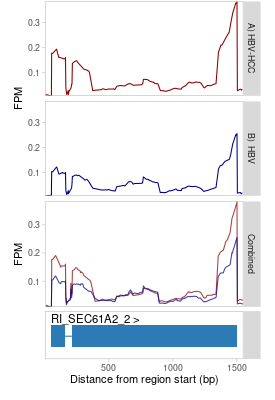 0.3
0.2
0.1
FPM
A) HBV-HCC
0.3
0.2
0.1
B) HBV
0.3
0.2
0.1
FPM
Combined
RI_SEC61A2_2 >
500
1000
1500
Distance from region start (bp)